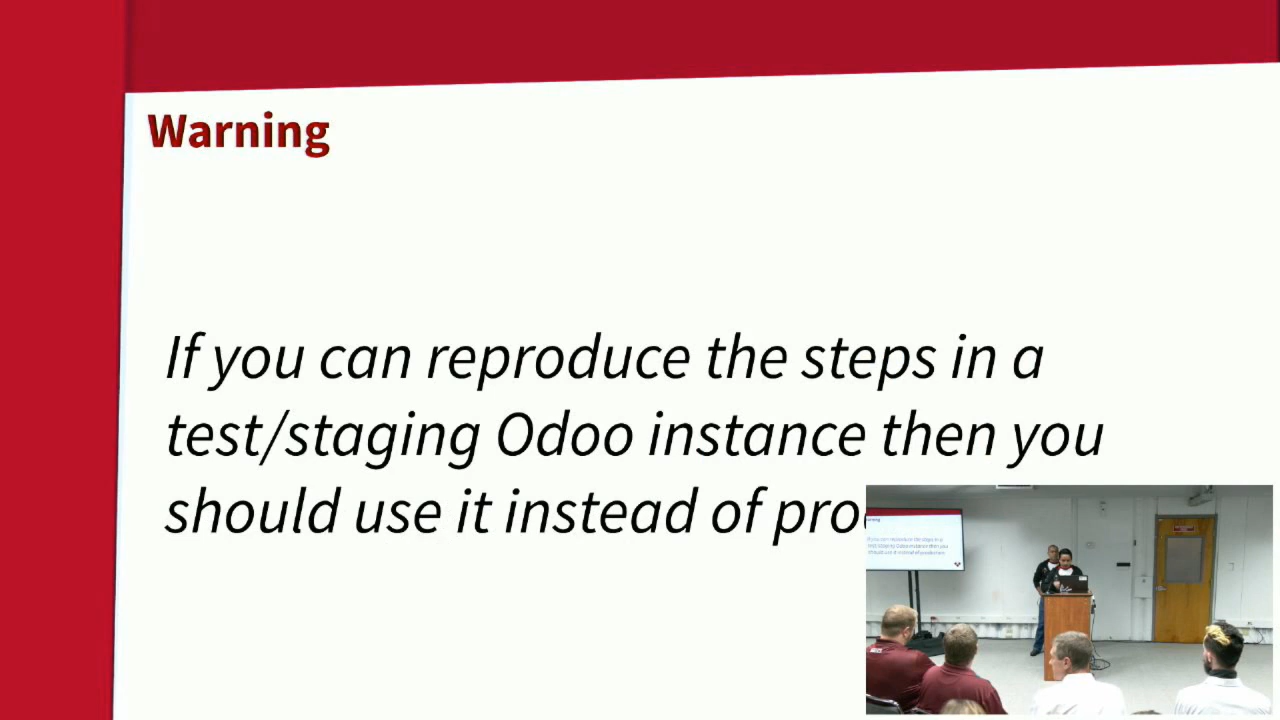 Warning
If you can reproduce the steps in a
test/staging Odoo instance then you
should use it instead of